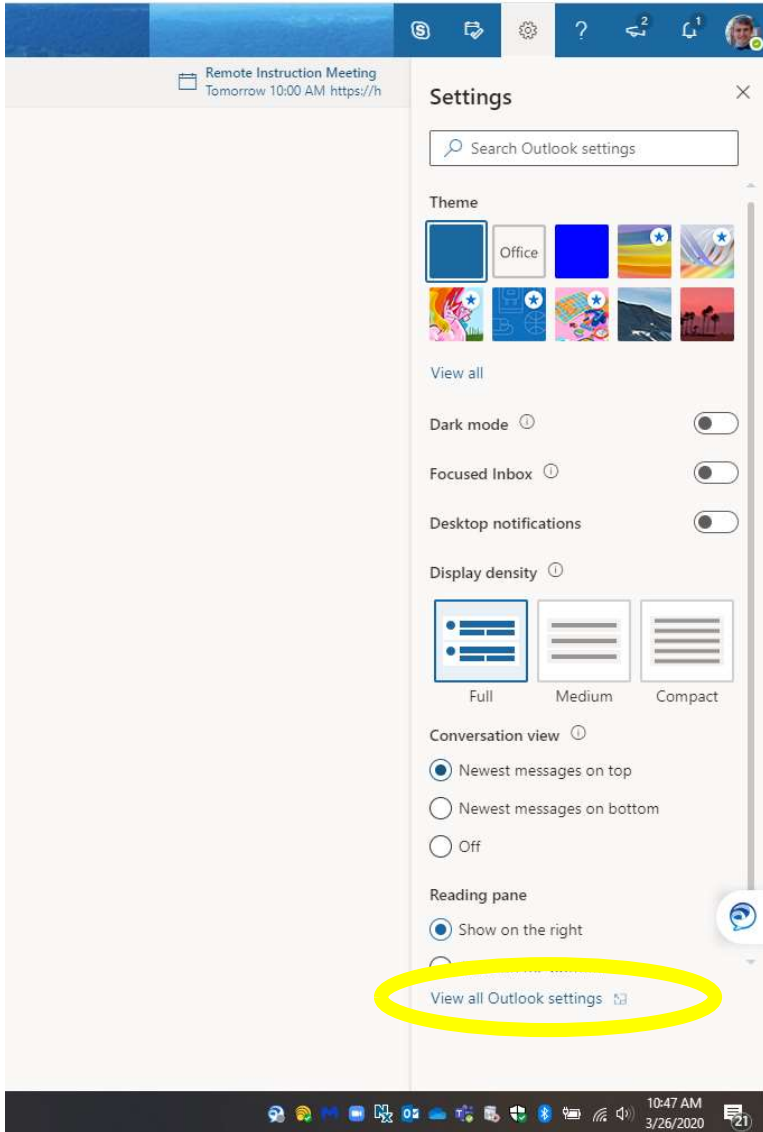 ? 2 1
Remote Instruction Meeting
Tomorrow 10:00 AM https://h
Settings
Search Outlook settings
Theme
Office
View all
Dark mode
Focused Inbox
Desktop notifications
Display density
Full Medium Compact
Conversation view
Newest messages on top
Newest messages on bottom
Off
Reading pane
Show on the right
View all Outlook settings
10:47 AM
3/26/2020
21